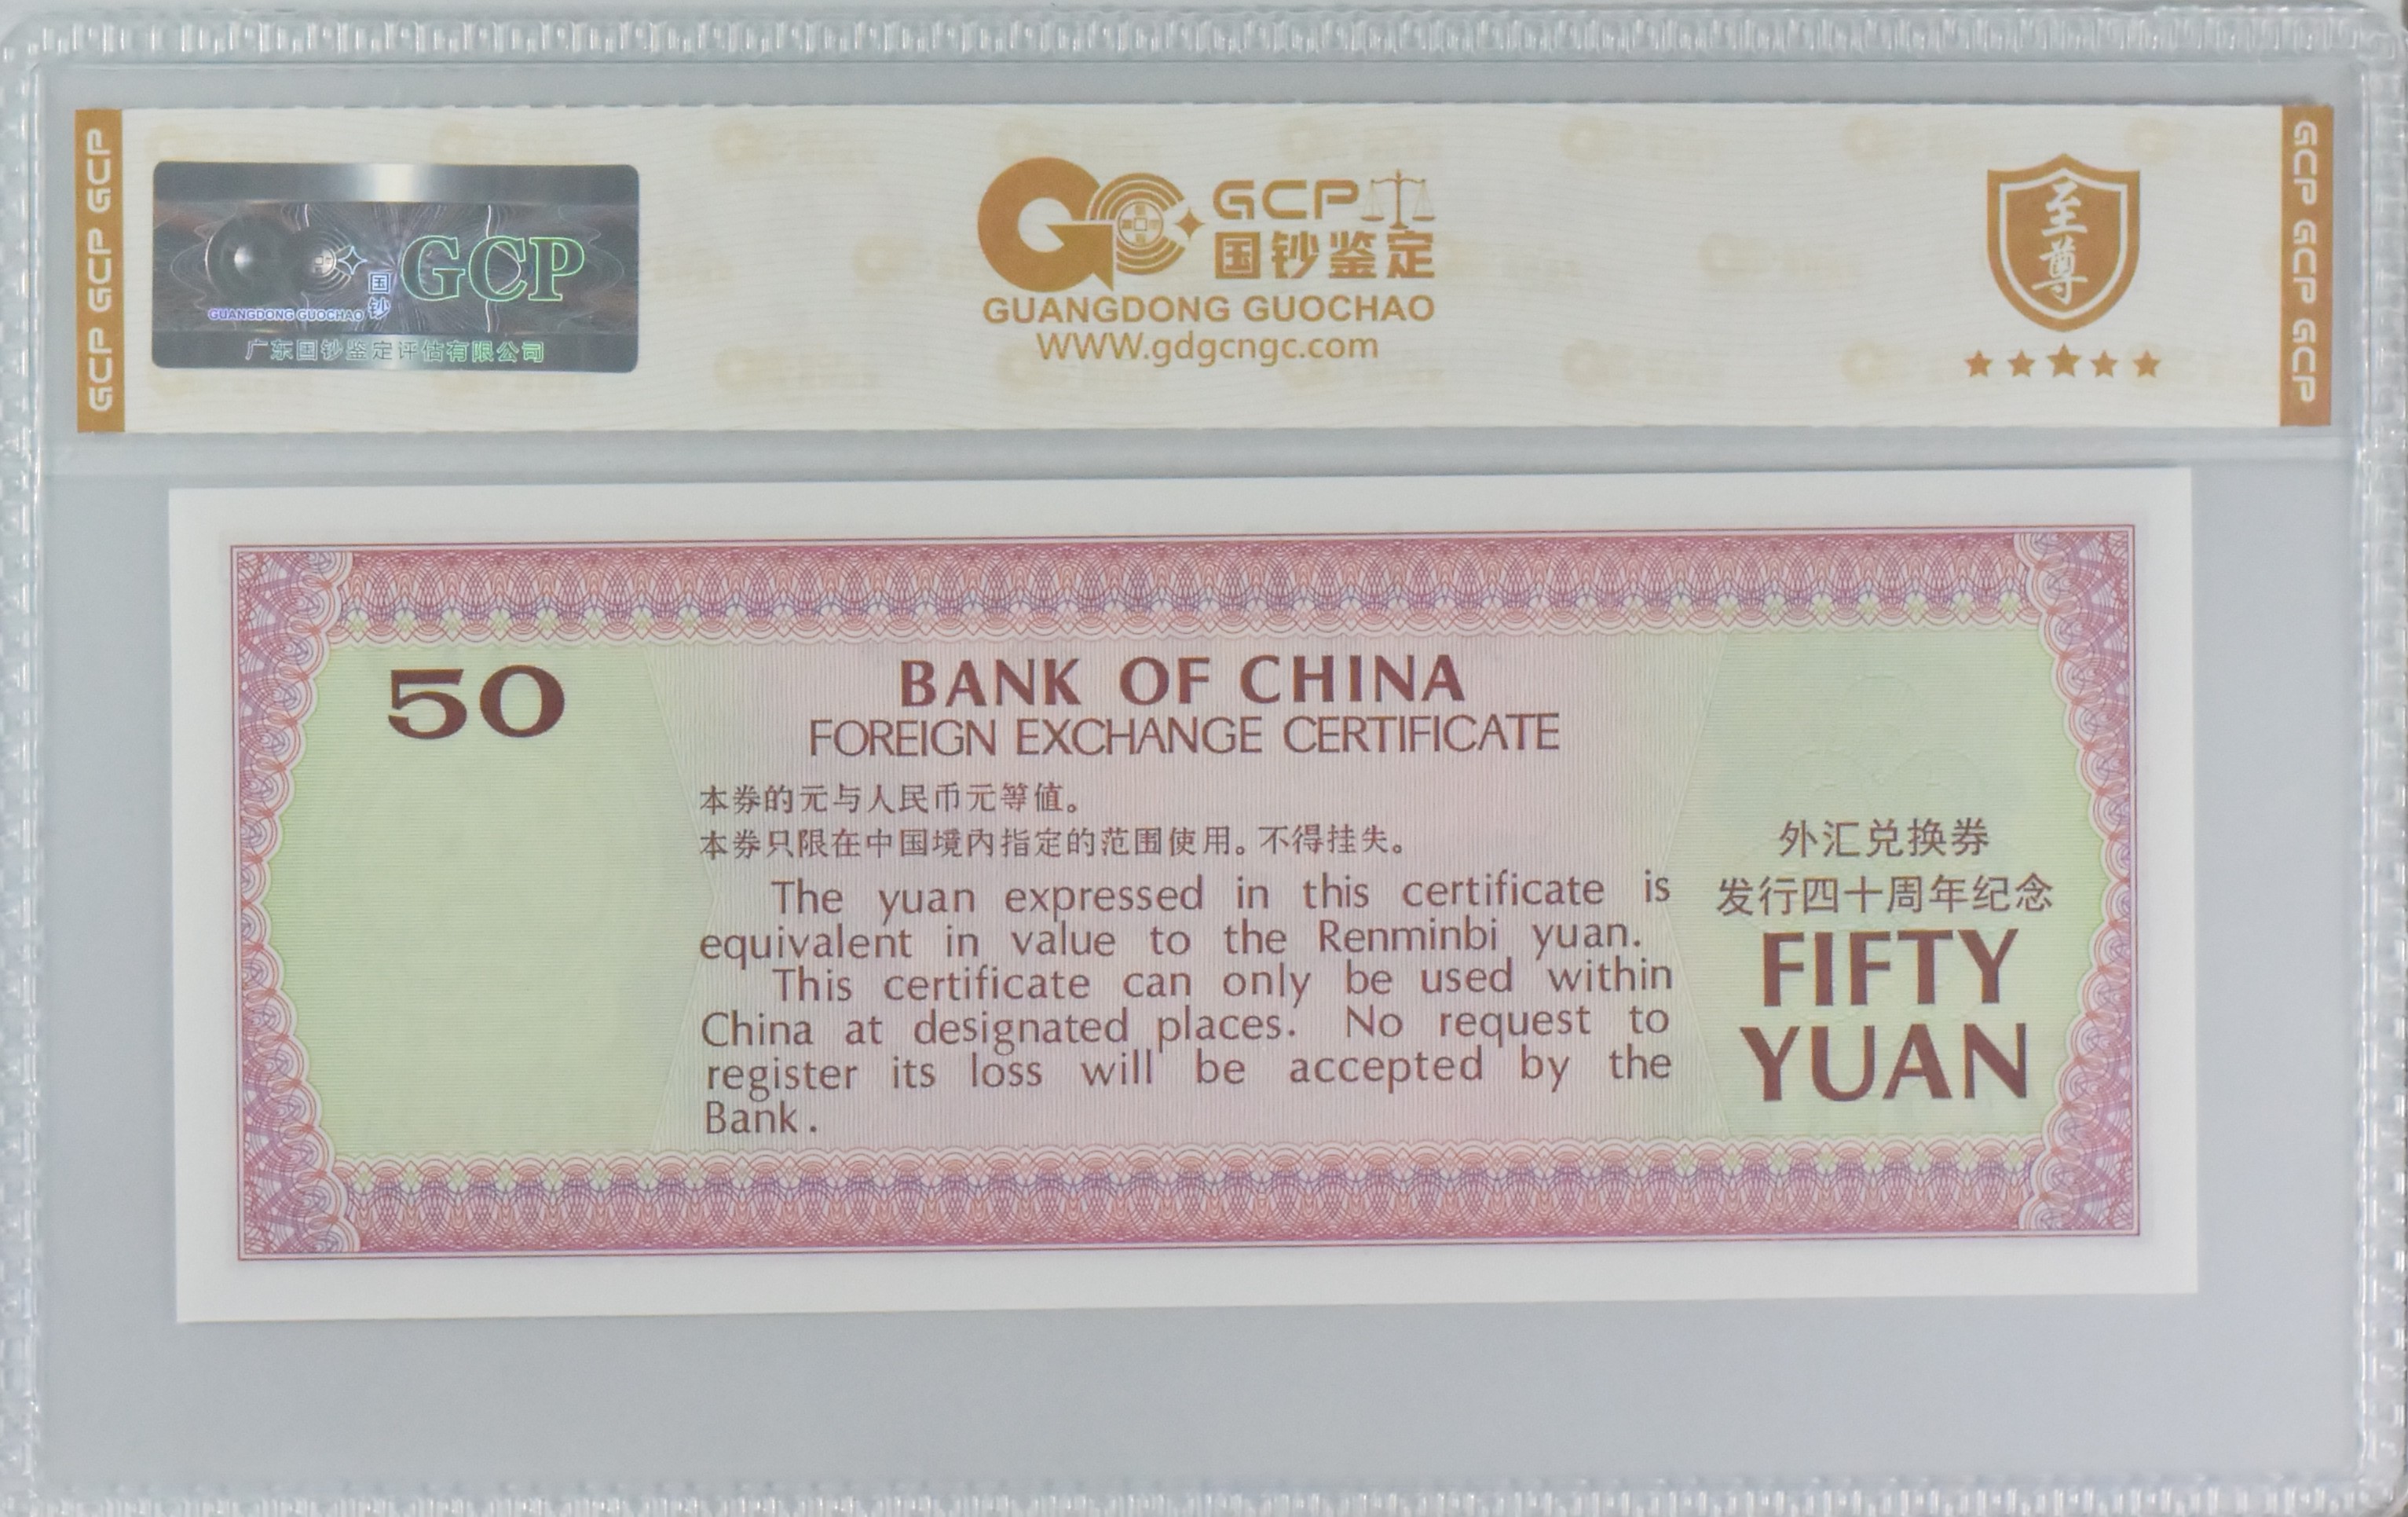 GCP GCP GCP
国钞 GCP
GUANGDONG GUOCHAO
广东国钞鉴定评估有限公司
GCP
国钞鉴定
GUANGDONG GUOCHAO
WWW.gdgcngc.com
至尊
GCP GCP GCP
50
BANK OF CHINA
FOREIGN EXCHANGE CERTIFICATE
本券的元与人民币元等值。
本券只限在中国境内指定的范围使用。不得挂失。
The yuan expressed in this certificate is
equivalent in value to the Renminbi yuan.
This certificate can only be used within
China at designated places. No request to
register its loss will be accepted by the
Bank.
外汇兑换券
发行四十周年纪念
FIFTY
YUAN